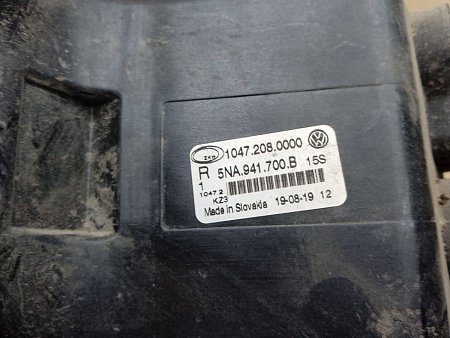 ZKW 1047.208.0000
R 5NA.941.700.B 15S
1
1047 2
KZ3
Made in Slovakia 19-08-19 12